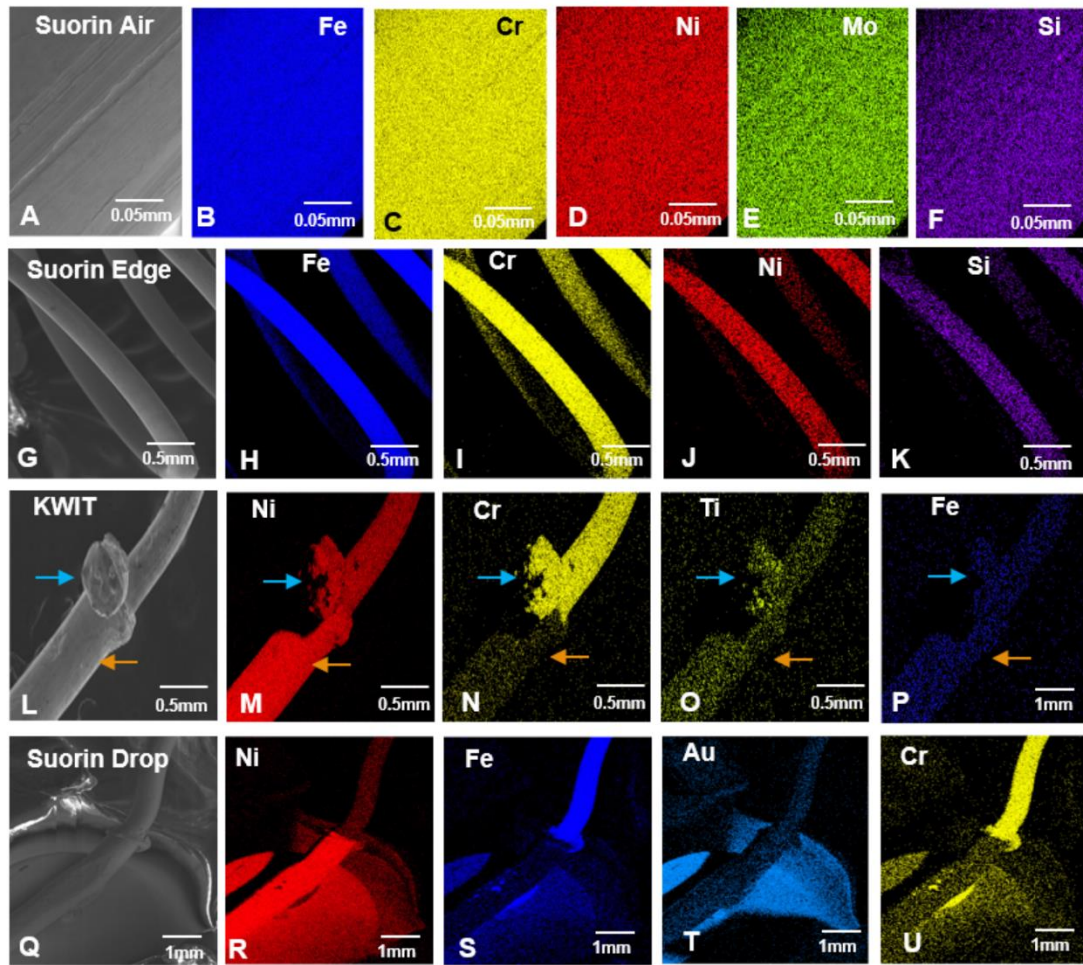 Suorin Air Fe Cr Ni Mo Si
A 0.05mm B 0.05mm C 0.05mm D 0.05mm E 0.05mm F 0.05mm
Suorin Edge Fe Cr Ni Si
G 0.5mm H 0.5mm I 0.5mm J 0.5mm K 0.5mm
KWIT Ni Cr Ti Fe
L 0.5mm M 0.5mm N 0.5mm O 0.5mm P 1mm
Suorin Drop Ni Fe Au Cr
Q 1mm R 1mm S 1mm T 1mm U 1mm